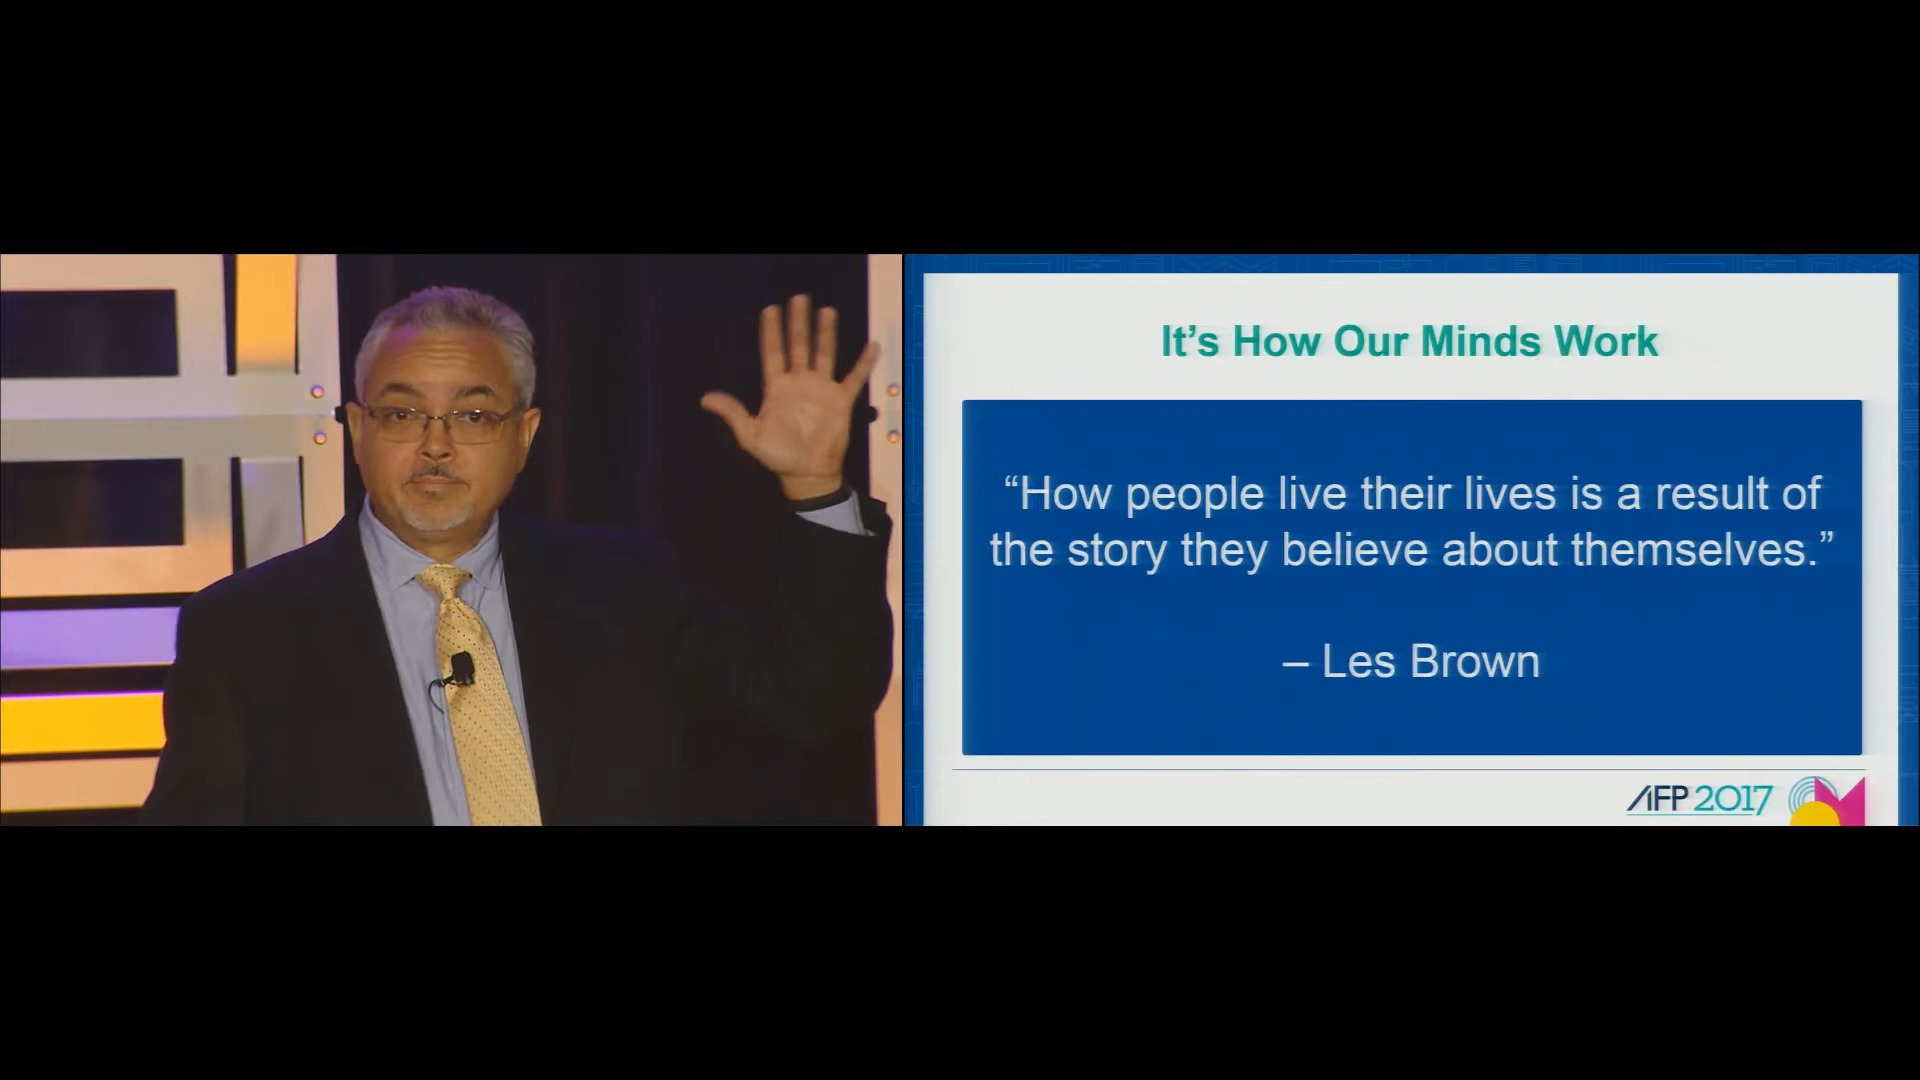 It’s How Our Minds Work
“How people live their lives is a result of
the story they believe about themselves.”
– Les Brown
AFP 2017